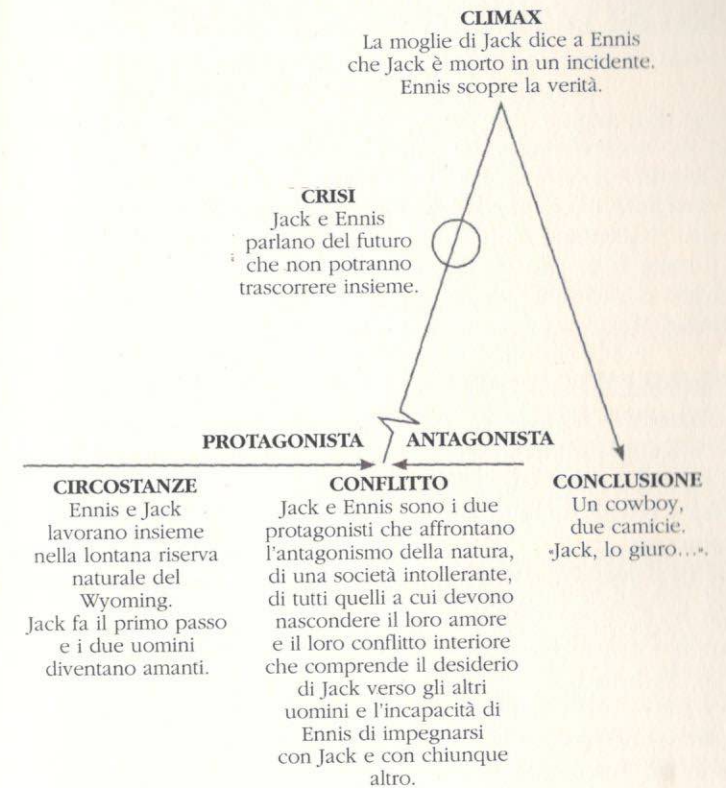 CLIMAX
La moglie di Jack dice a Ennis
che Jack è morto in un incidente.
Ennis scopre la verità.
CRISI
Jack e Ennis
parlano del futuro
che non potranno
trascorrere insieme.
PROTAGONISTA
ANTAGONISTA
CIRCOSTANZE
Ennis e Jack
lavorano insieme
nella lontana riserva
naturale del
Wyoming.
Jack fa il primo passo
e i due uomini
diventano amanti.
CONFLITTO
Jack e Ennis sono i due
protagonisti che affrontano
l'antagonismo della natura,
di una società intollerante,
di tutti quelli a cui devono
nascondere il loro amore
e il loro conflitto interiore
che comprende il desiderio
di Jack verso gli altri
uomini e l'incapacità di
Ennis di impegnarsi
con Jack e con chiunque
altro.
CONCLUSIONE
Un cowboy,
due camicie.
«Jack, lo giuro...».